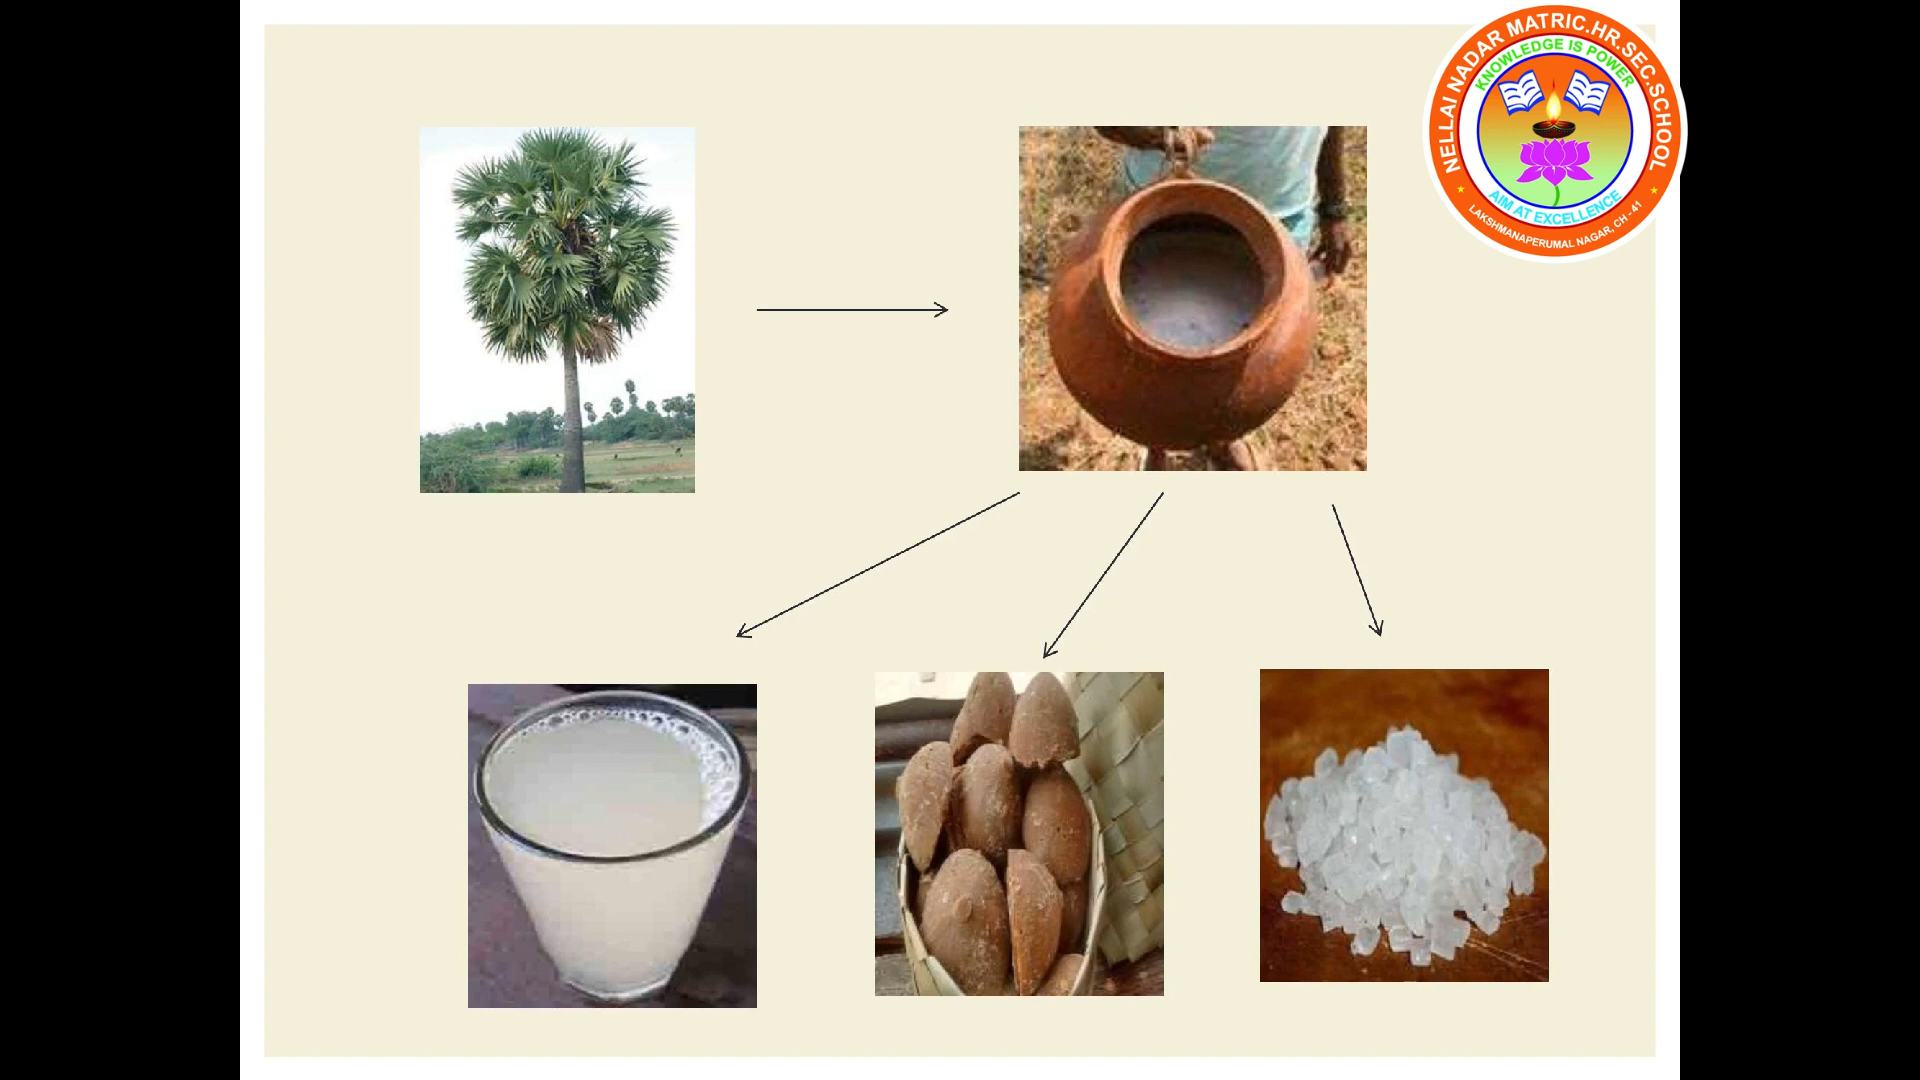 NELLAI NADAR MATRIC.HR.SEC.SCHOOL
KNOWLEDGE IS POWER
AIM AT EXCELLENCE
LAKSHMANAPERUMAL NAGAR, CH - 41